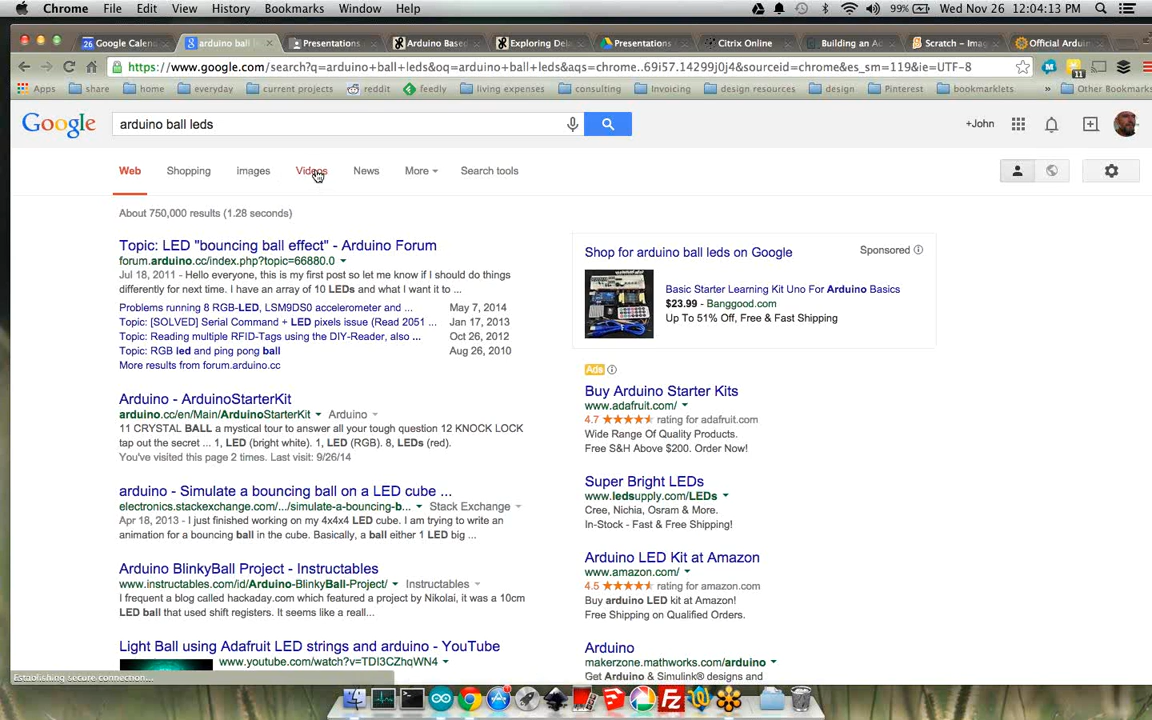 Chrome File Edit View History Bookmarks Window Help 99% Wed Nov 26 12:04:13 PM
26 Google Calen arduino ball l Presentations Arduino Base Exploring Del Presentations Citrix Online Building an Ac Scratch – Imag Official Ardui
https://www.google.com/search?q=arduino+ball+leds&oq=arduino+ball+leds&aqs=chrome..69i57.14299j0j4&sourceid=chrome&es_sm=119&ie=UTF-8 11
Apps share home everyday current projects reddit feedly living expenses consulting Invoicing design resources design Pinterest bookmarklets » Other Bookmarks
Google arduino ball leds +John
Web Shopping Images Videos News More Search tools
About 750,000 results (1.28 seconds)
Topic: LED "bouncing ball effect" - Arduino Forum
forum.arduino.cc/index.php?topic=66880.0
Jul 18, 2011 - Hello everyone, this is my first post so let me know if I should do things
differently for next time. I have an array of 10 LEDs and what I want it to ...
Problems running 8 RGB-LED, LSM9DS0 accelerometer and ... May 7, 2014
Topic: [SOLVED] Serial Command + LED pixels issue (Read 2051 ... Jan 17, 2013
Topic: Reading multiple RFID-Tags using the DIY-Reader, also ... Oct 26, 2012
Topic: RGB led and ping pong ball Aug 26, 2010
More results from forum.arduino.cc
Arduino - ArduinoStarterKit
arduino.cc/en/Main/ArduinoStarterKit Arduino
11 CRYSTAL BALL a mystical tour to answer all your tough question 12 KNOCK LOCK
tap out the secret ... 1, LED (bright white). 1, LED (RGB). 8, LEDs (red).
You've visited this page 2 times. Last visit: 9/26/14
arduino - Simulate a bouncing ball on a LED cube ...
electronics.stackexchange.com/.../simulate-a-bouncing-b... Stack Exchange
Apr 18, 2013 - I just finished working on my 4x4x4 LED cube. I am trying to write an
animation for a bouncing ball in the cube. Basically, a ball either 1 LED big ...
Arduino BlinkyBall Project - Instructables
www.instructables.com/id/Arduino-BlinkyBall-Project/ Instructables
I frequent a blog called hackaday.com which featured a project by Nikolai, it was a 10cm
LED ball that used shift registers. It seems like a reall...
Light Ball using Adafruit LED strings and arduino - YouTube
www.youtube.com/watch?v=TDI3CZhqWN4
Establishing secure connection...
Shop for arduino ball leds on Google Sponsored
Basic Starter Learning Kit Uno For Arduino Basics
$23.99 - Banggood.com
Up To 51% Off, Free & Fast Shipping
Ads
Buy Arduino Starter Kits
www.adafruit.com/
4.7 rating for adafruit.com
Wide Range Of Quality Products.
Free S&H Above $200. Order Now!
Super Bright LEDs
www.ledsupply.com/LEDs
Cree, Nichia, Osram & More.
In-Stock - Fast & Free Shipping!
Arduino LED Kit at Amazon
www.amazon.com/
4.5 rating for amazon.com
Buy arduino LED kit at Amazon!
Free Shipping on Qualified Orders.
Arduino
makerzone.mathworks.com/arduino
Get Arduino & Simulink® designs and